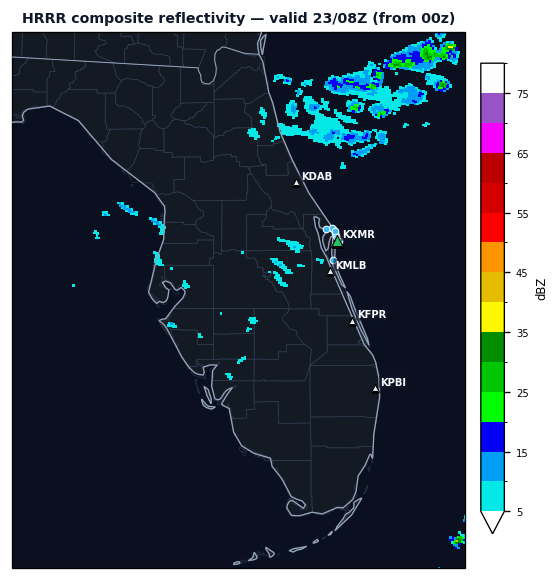 HRRR composite reflectivity — valid 23/08Z (from 00z)
KDAB
KXMR
KMLB
KFPR
KPBI
75
65
55
45
35
25
15
5
dBZ